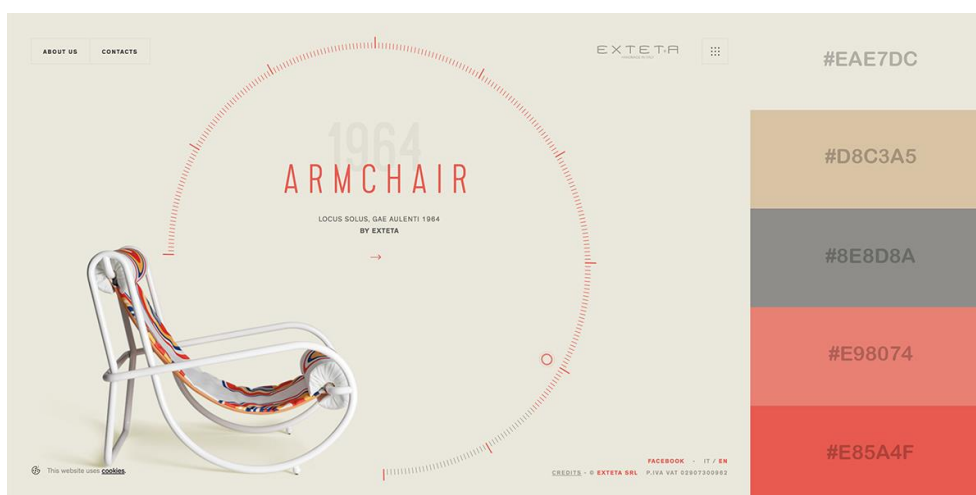 ABOUT US
CONTACTS
EXTETA
1964
ARMCHAIR
LOCUS SOLUS, GAE AULENTI 1964
BY EXTETA
→
This website uses cookies.
FACEBOOK - IT / EN
CREDITS - © EXTETA SRL P.IVA VAT 02907300962
#EAE7DC
#D8C3A5
#8E8D8A
#E98074
#E85A4F